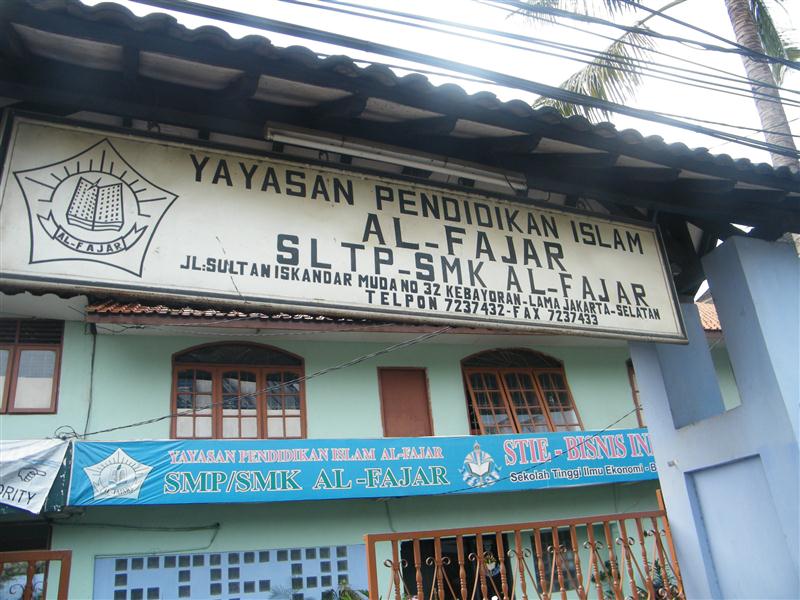 YAYASAN PENDIDIKAN ISLAM
AL-FAJAR
SLTP-SMK AL-FAJAR
JL:SULTAN ISKANDAR MUDA NO 32 KEBAYORAN-LAMA JAKARTA-SELATAN
TELPON 7237432-FAX 7237433
AL-FAJAR
YAYASAN PENDIDIKAN ISLAM AL-FAJAR
SMP/SMK AL-FAJAR
STIE - BISNIS
Sekolah Tinggi Ilmu Ekonomi -
ORITY